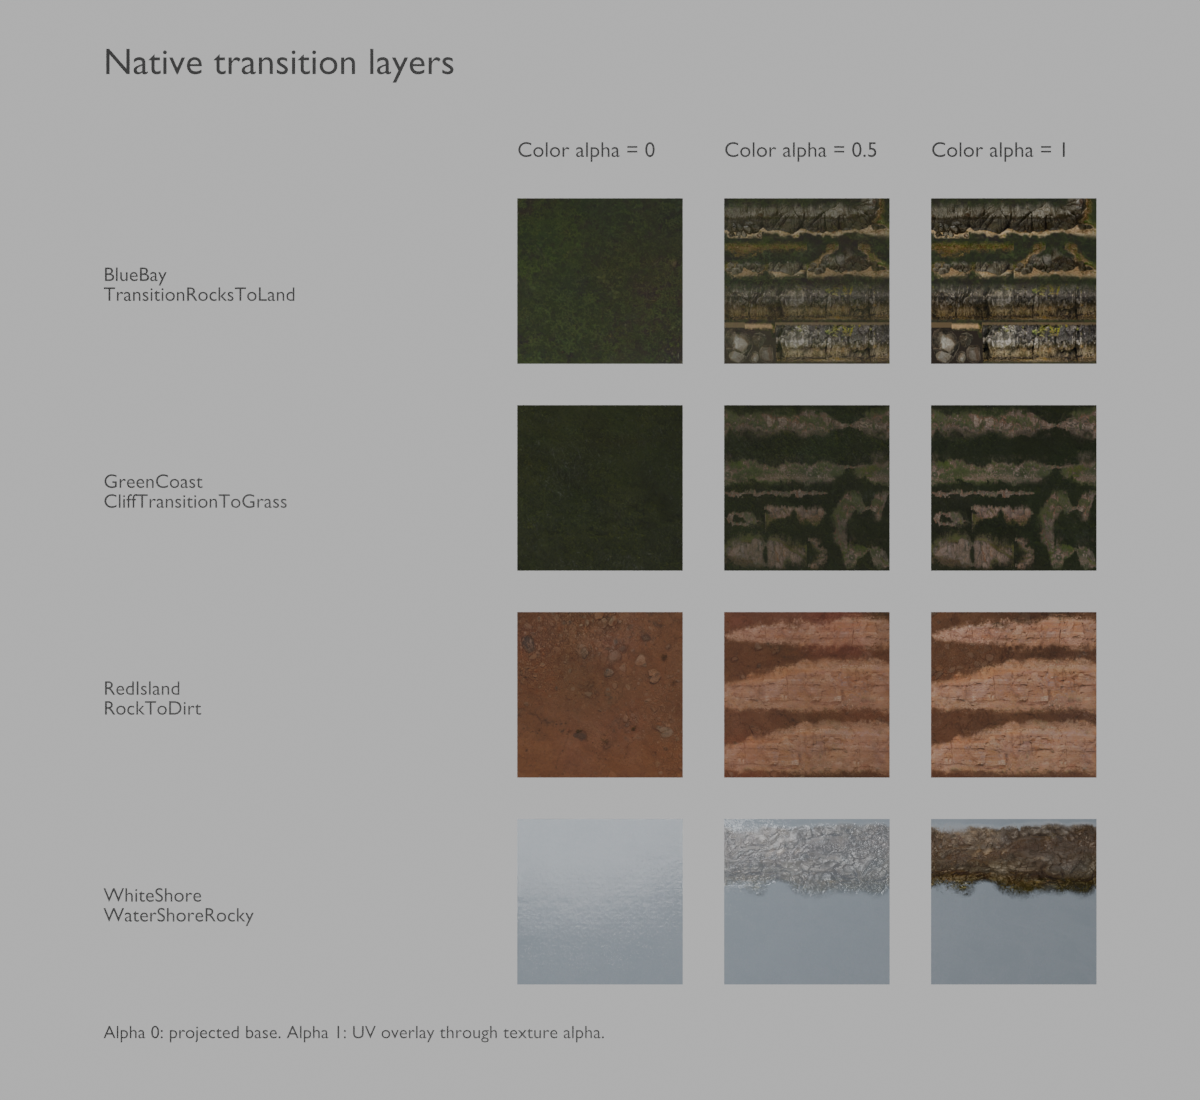 Native transition layers
Color alpha = 0
Color alpha = 0.5
Color alpha = 1
BlueBay
TransitionRocksToLand
GreenCoast
CliffTransitionToGrass
RedIsland
RockToDirt
WhiteShore
WaterShoreRocky
Alpha 0: projected base. Alpha 1: UV overlay through texture alpha.